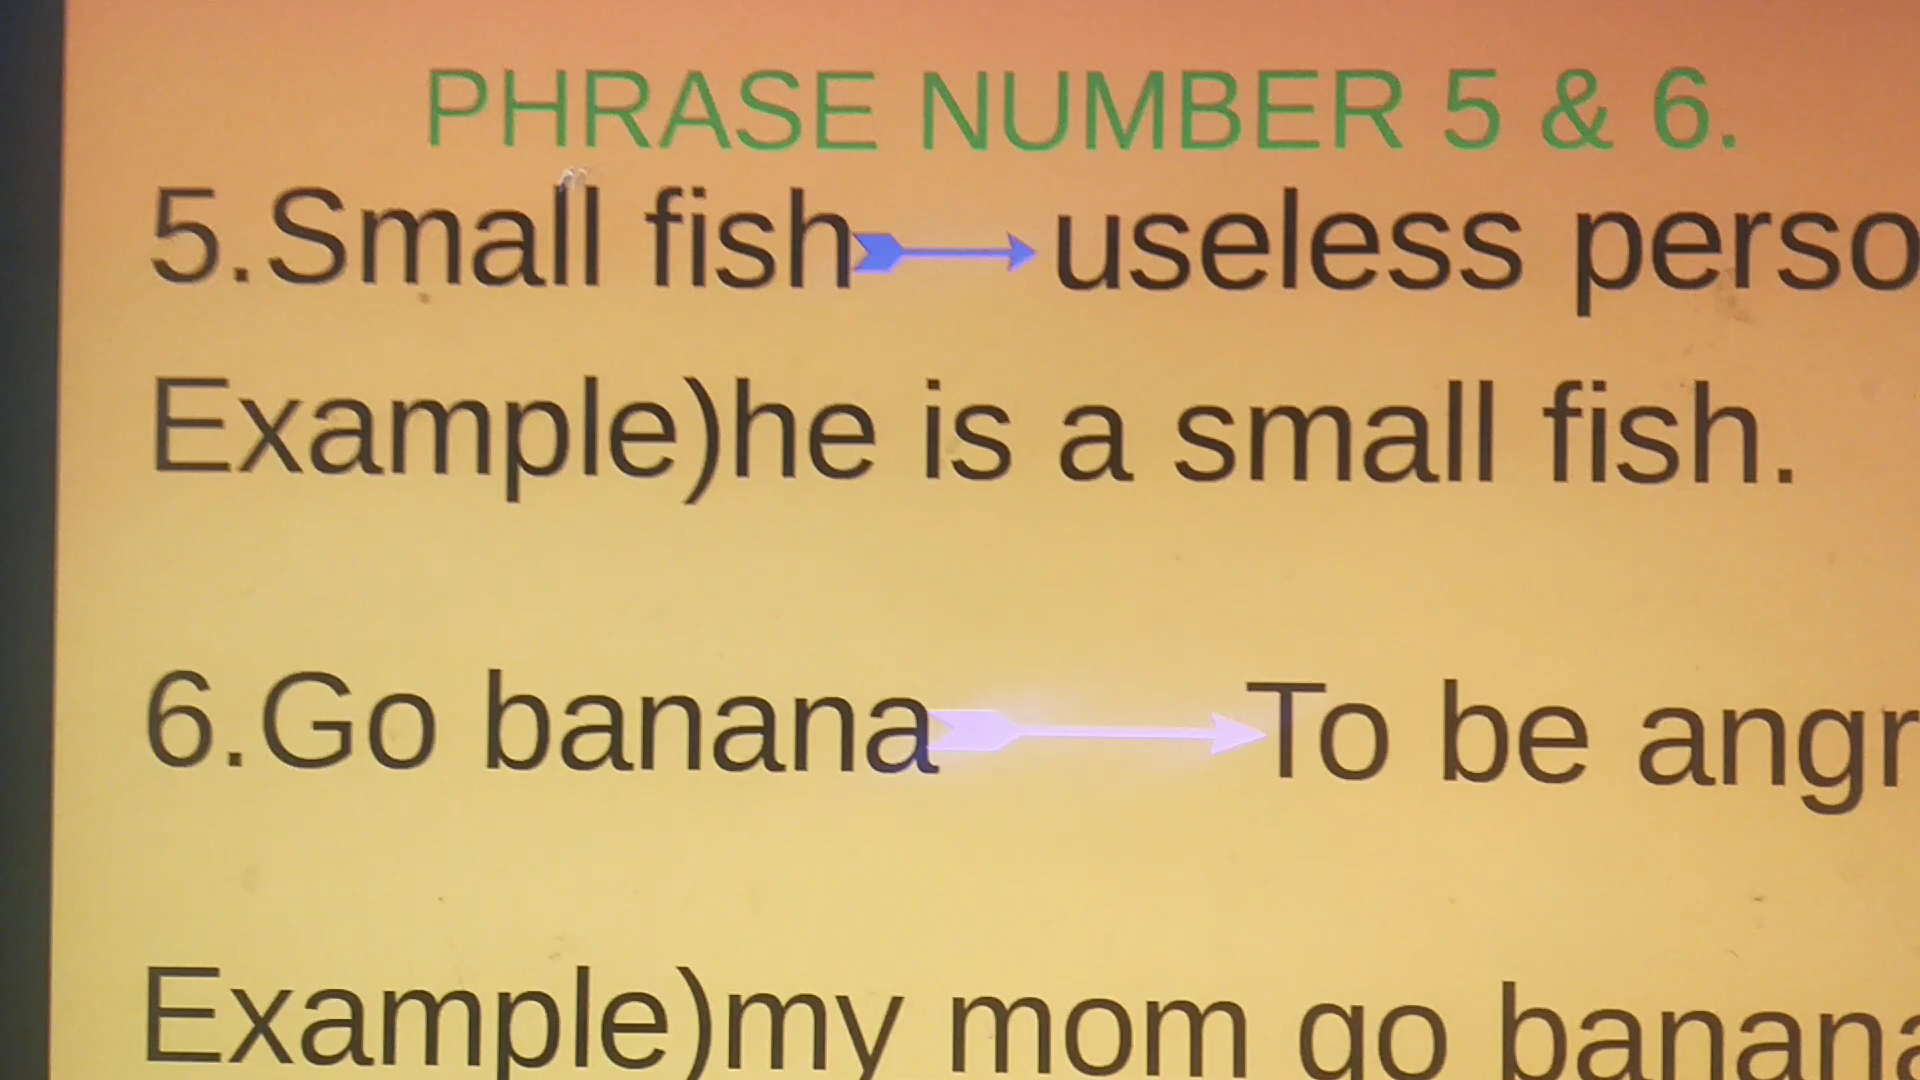 PHRASE NUMBER 5 & 6.
5.Small fish useless perso
Example)he is a small fish.
6.Go banana To be angr
Example)my mom go banana